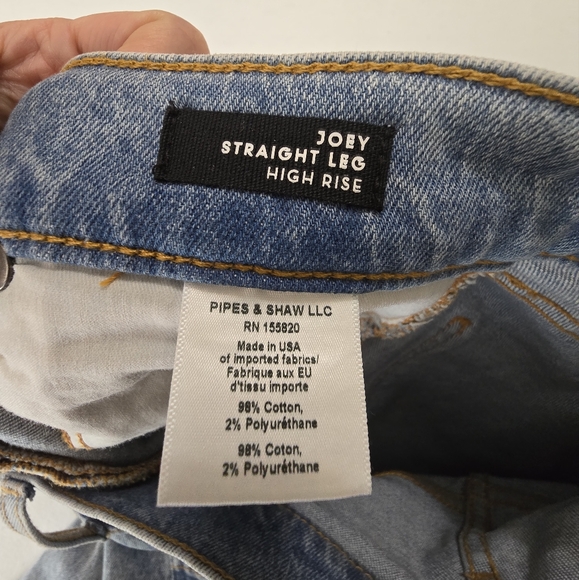 JOEY
STRAIGHT LEG
HIGH RISE
PIPES & SHAW LLC
RN 155820
Made in USA
of imported fabrics/
Fabrique aux EU
d'tissu importe
98% Cotton,
2% Polyuréthane
98% Coton,
2% Polyuréthane